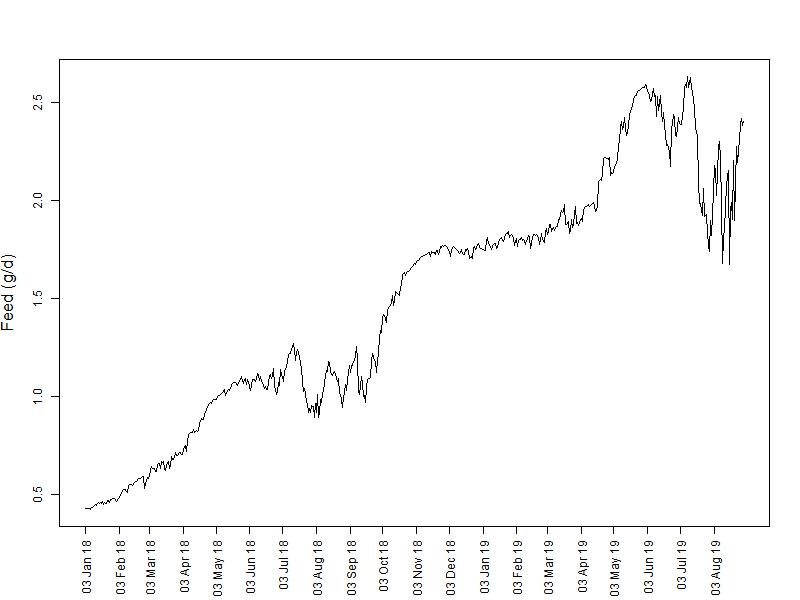 Feed (g/d)
2.5
2.0
1.5
1.0
0.5
03 Jan 18
03 Feb 18
03 Mar 18
03 Apr 18
03 May 18
03 Jun 18
03 Jul 18
03 Aug 18
03 Sep 18
03 Oct 18
03 Nov 18
03 Dec 18
03 Jan 19
03 Feb 19
03 Mar 19
03 Apr 19
03 May 19
03 Jun 19
03 Jul 19
03 Aug 19